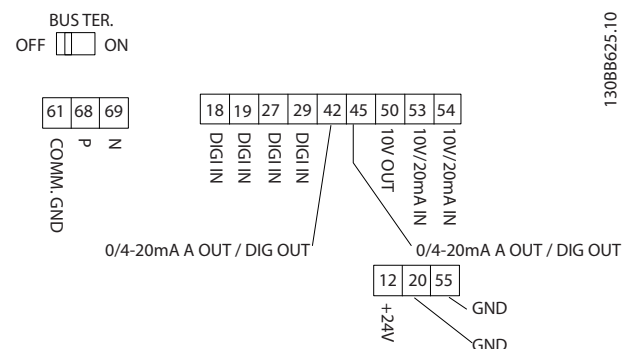 BUS TER.
OFF ON
130BB625.10
61 68 69
COMM. GND
P
N
18 19 27 29 42 45 50 53 54
DIGI IN
DIGI IN
DIGI IN
DIGI IN
10V OUT
10V/20mA IN
10V/20mA IN
0/4-20mA A OUT / DIG OUT
0/4-20mA A OUT / DIG OUT
12 20 55
+24V
GND
GND